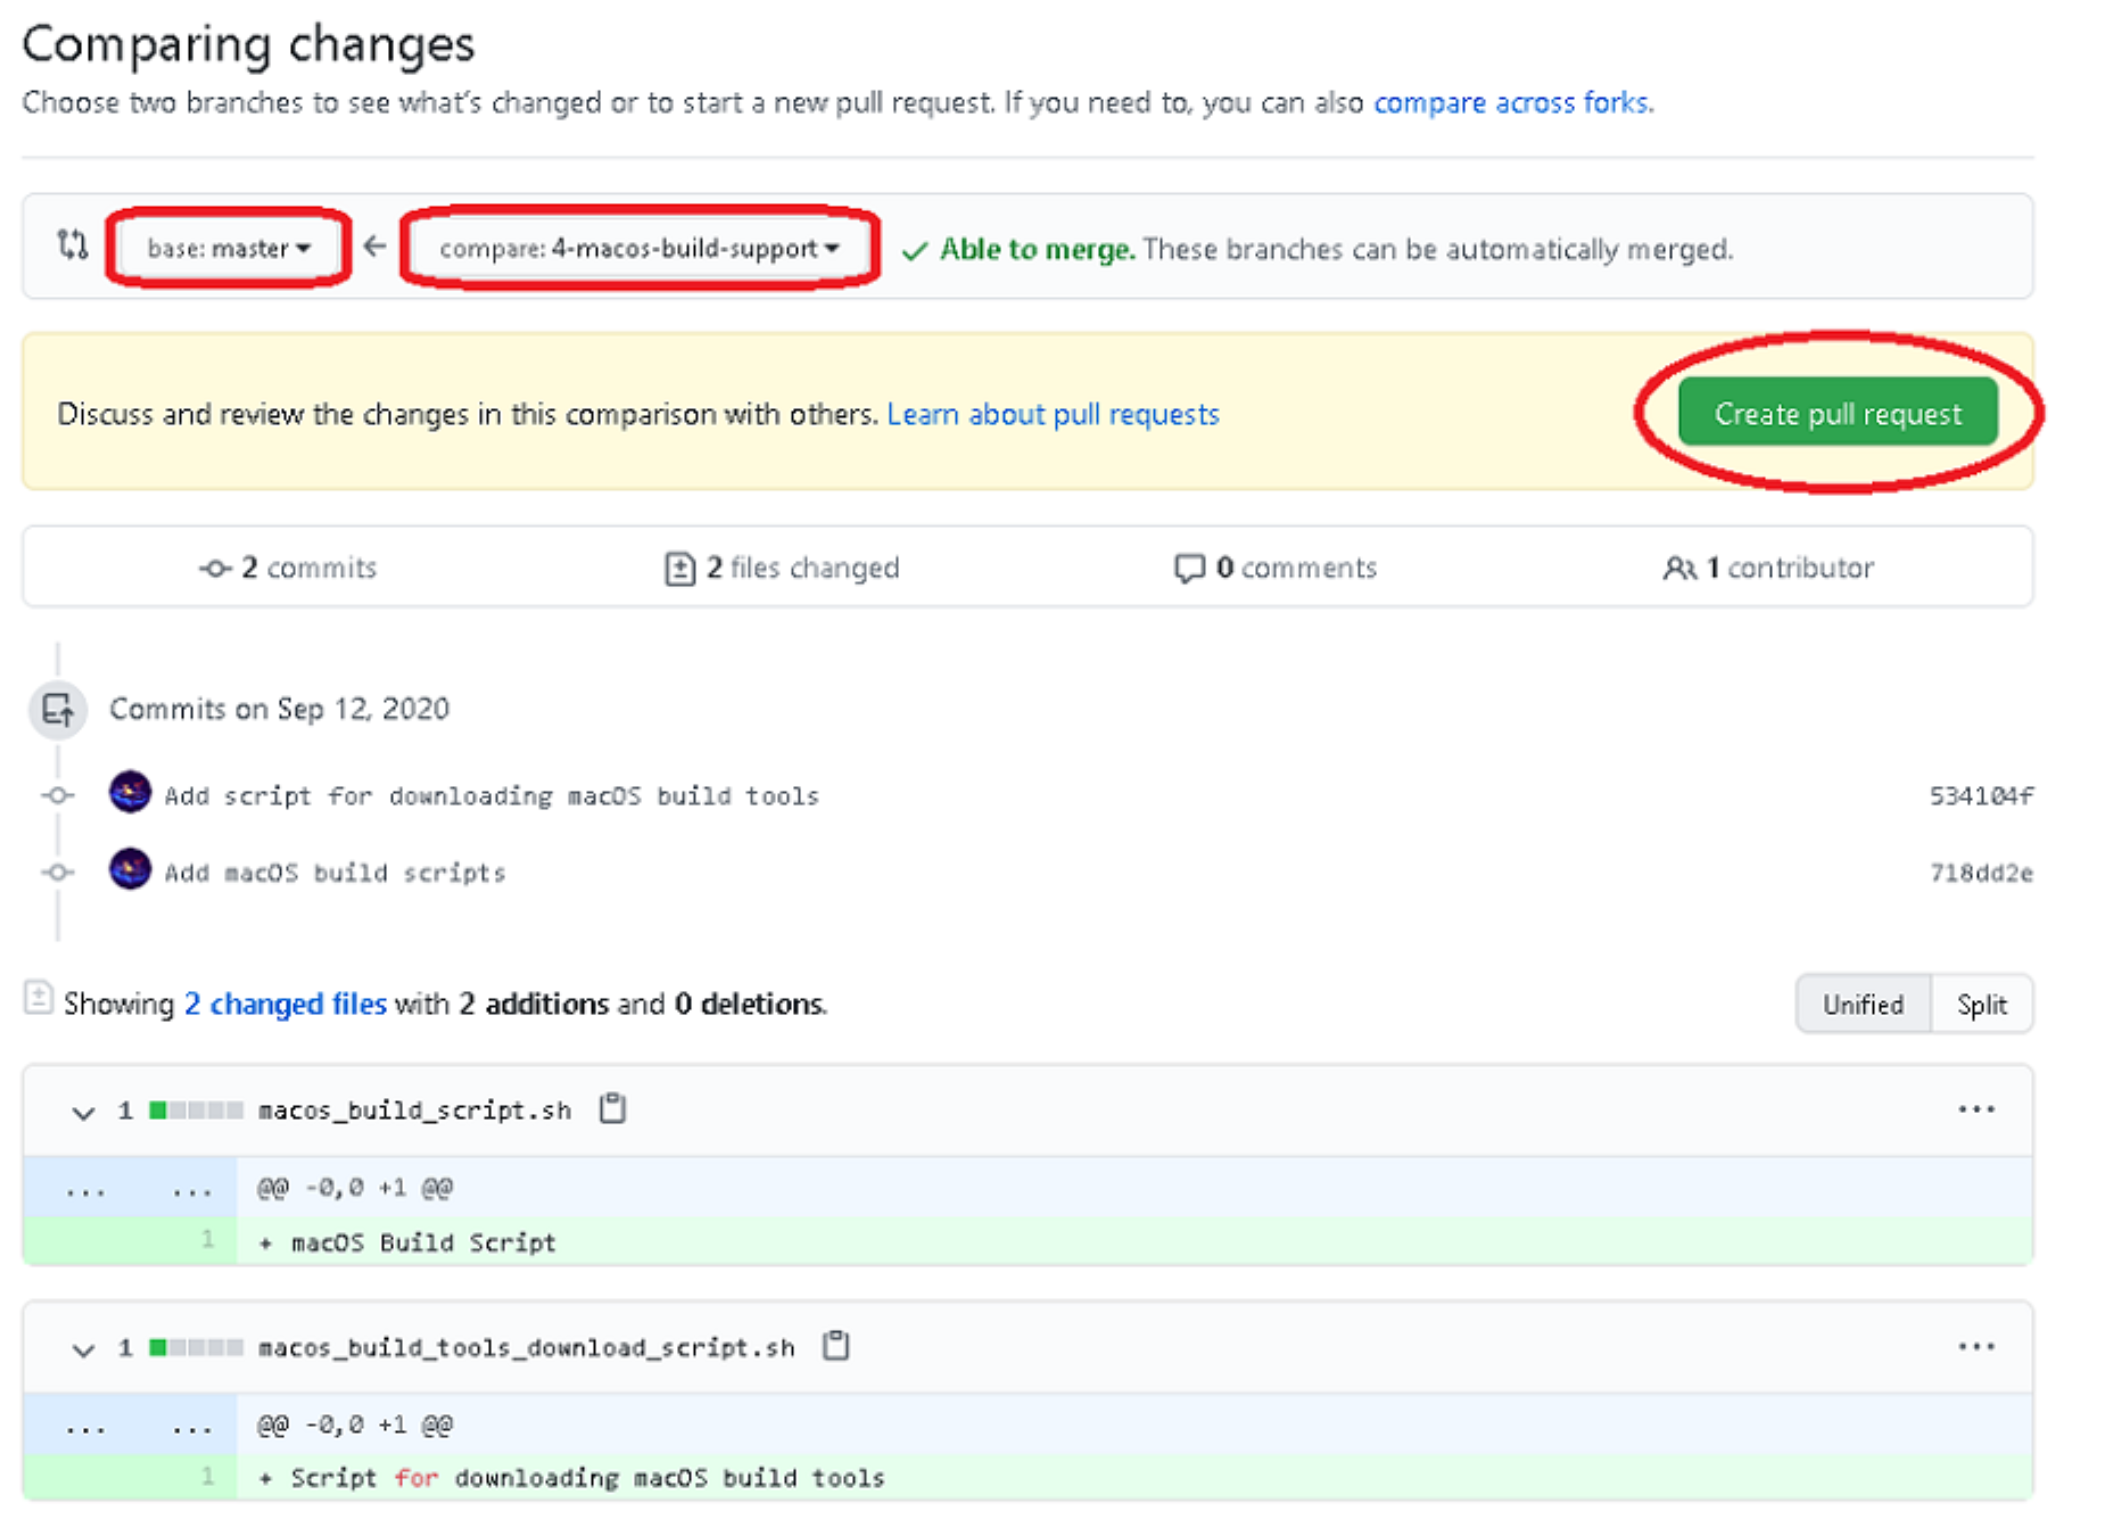 Comparing changes
Choose two branches to see what's changed or to start a new pull request. If you need to, you can also compare across forks.
base: master compare: 4-macos-build-support Able to merge. These branches can be automatically merged.
Discuss and review the changes in this comparison with others. Learn about pull requests Create pull request
2 commits 2 files changed 0 comments 1 contributor
Commits on Sep 12, 2020
Add script for downloading macOS build tools 534104f
Add macOS build scripts 718dd2e
Showing 2 changed files with 2 additions and 0 deletions. Unified Split
1 macos_build_script.sh ...
... ... @@ -0,0 +1 @@
1 + macOS Build Script
1 macos_build_tools_download_script.sh ...
... ... @@ -0,0 +1 @@
1 + Script for downloading macOS build tools